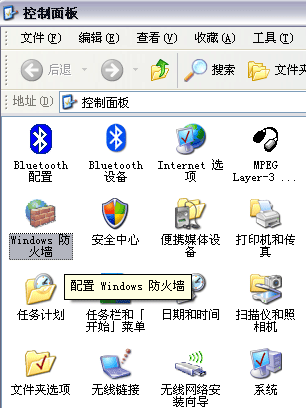 控制面板
文件(F) 编辑(E) 查看(V) 收藏(A) 工具(T)
后退 搜索 文件夹
地址(D) 控制面板
Bluetooth 配置
Bluetooth 设备
Internet 选项
MPEG Layer-3 ...
Windows 防火墙
安全中心
便携媒体设备
打印机和传真
配置 Windows 防火墙
任务计划
任务栏和「开始」菜单
日期和时间
扫描仪和照相机
文件夹选项
无线链接
无线网络安装向导
系统